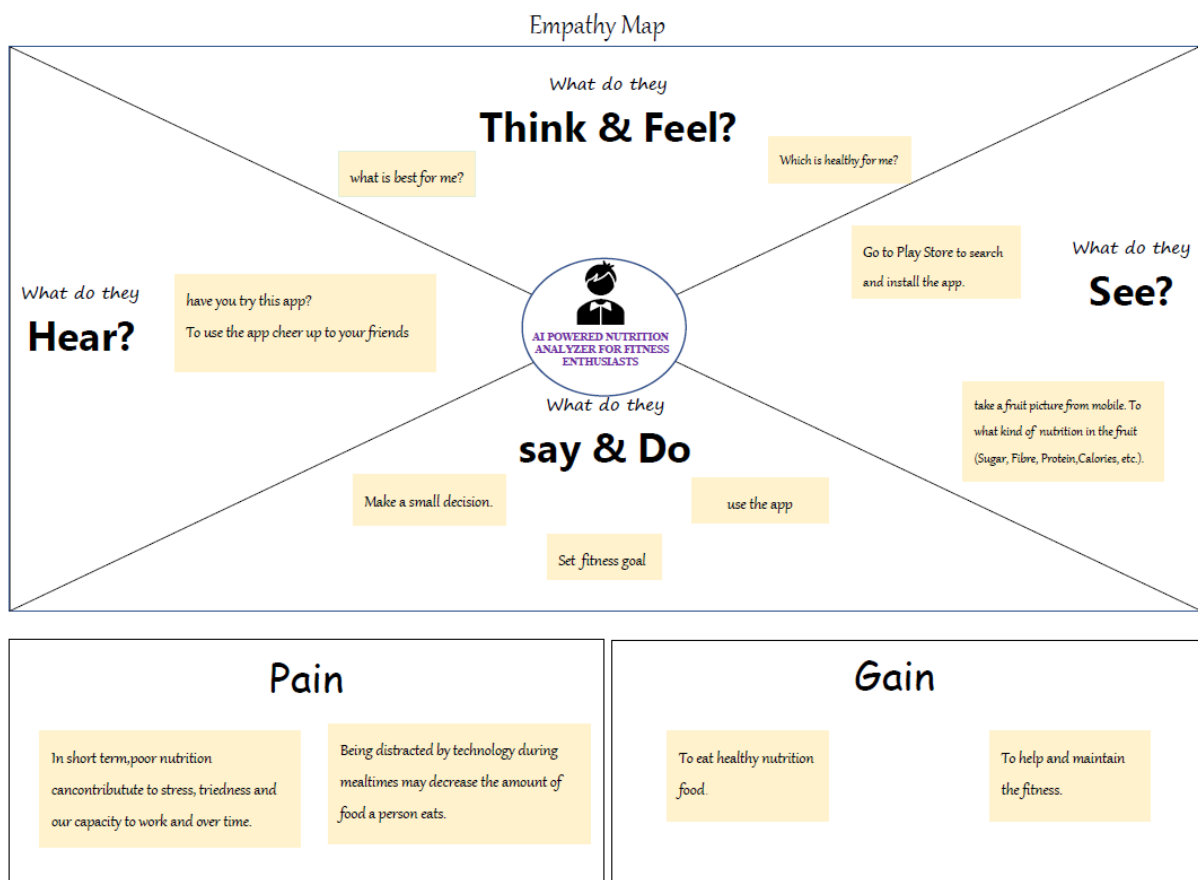 Empathy Map
What do they
Think & Feel?
what is best for me?
Which is healthy for me?
What do they
Hear?
have you try this app?
To use the app cheer up to your friends
AI POWERED NUTRITION
ANALYZER FOR FITNESS
ENTHUSIASTS
Go to Play Store to search
and install the app.
What do they
See?
take a fruit picture from mobile. To
what kind of nutrition in the fruit
(Sugar, Fibre, Protein,Calories, etc.).
What do they
say & Do
Make a small decision.
use the app
Set fitness goal
Pain
In short term,poor nutrition
cancontributute to stress, triedness and
our capacity to work and over time.
Being distracted by technology during
mealtimes may decrease the amount of
food a person eats.
Gain
To eat healthy nutrition
food.
To help and maintain
the fitness.